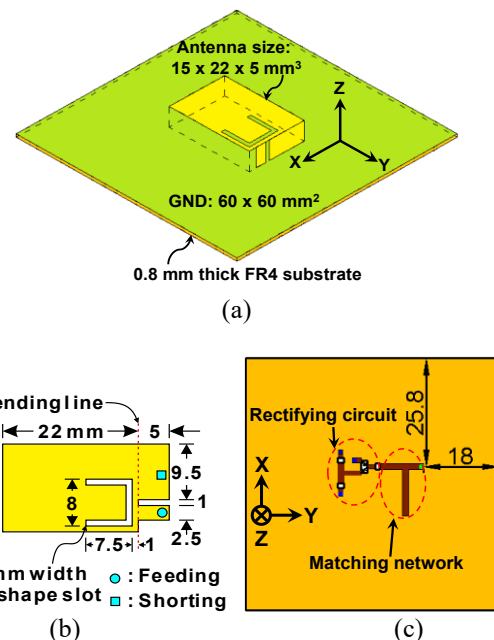 Antenna size:
15 x 22 x 5 mm³
Z
X
Y
GND: 60 x 60 mm²
0.8 mm thick FR4 substrate
(a)
ending line
22 mm
5
9.5
8
1
2.5
7.5
1
mm width
shape slot
: Feeding
: Shorting
(b)
25.8
Rectifying circuit
18
X
Y
Z
Matching network
(c)